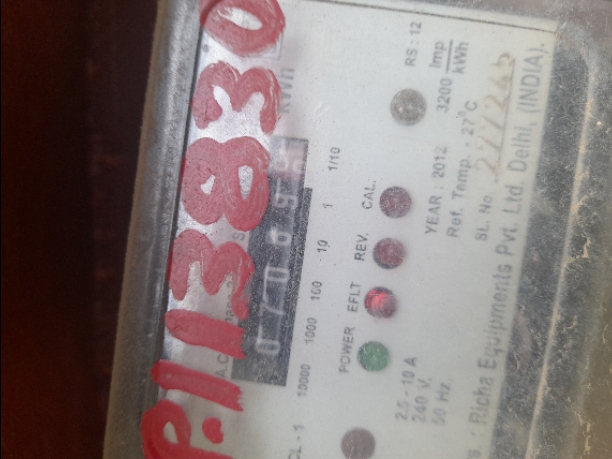 P.113830
kWh
10000 1000 100 10 1 1/10
POWER EFLT REV. CAL.
CL - 1
2.5 - 10 A
240 V.
50 Hz.
YEAR : 2012
3200 Imp/kWh
RS : 12
Ref. Temp. - 27°C
SL. No.
Richa Equipments Pvt. Ltd. Delhi, (INDIA).